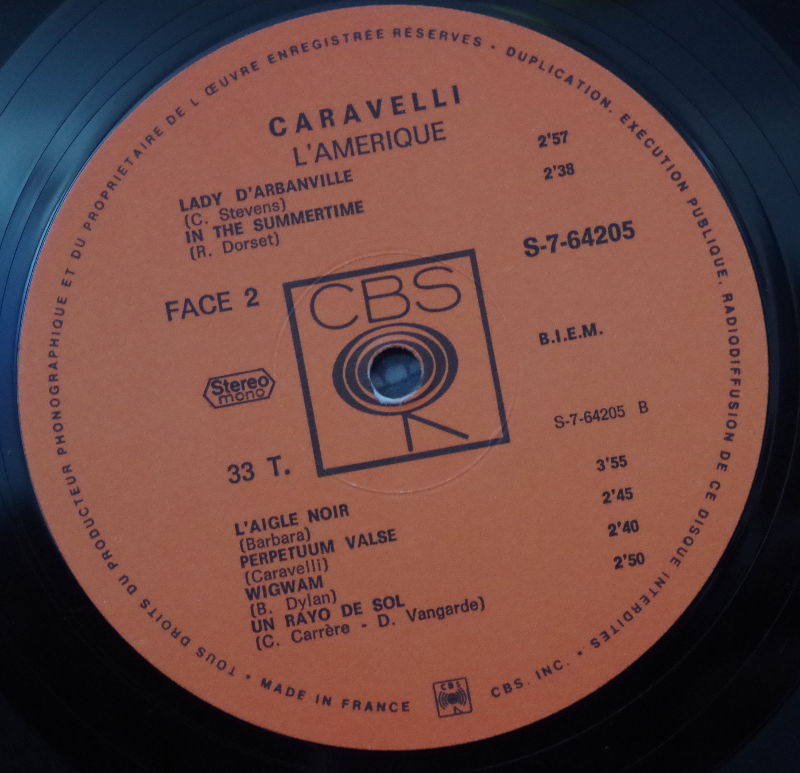 TOUS DROITS DU PRODUCTEUR PHONOGRAPHIQUE ET DU PROPRIETAIRE DE L'ŒUVRE ENREGISTREE RESERVES • DUPLICATION, EXECUTION PUBLIQUE, RADIODIFFUSION DE CE DISQUE INTERDITES •
CARAVELLI
L'AMERIQUE
2'57
LADY D'ARBANVILLE
2'38
(C. Stevens)
IN THE SUMMERTIME
(R. Dorset)
S-7-64205
FACE 2
CBS
B.I.E.M.
Stereo
mono
S-7-64205 B
33 T.
L'AIGLE NOIR 3'55
(Barbara)
PERPETUUM VALSE 2'45
(Caravelli)
WIGWAM 2'40
(B. Dylan)
UN RAYO DE SOL 2'50
(C. Carrère - D. Vangarde)
• MADE IN FRANCE
CBS
CBS. INC. •